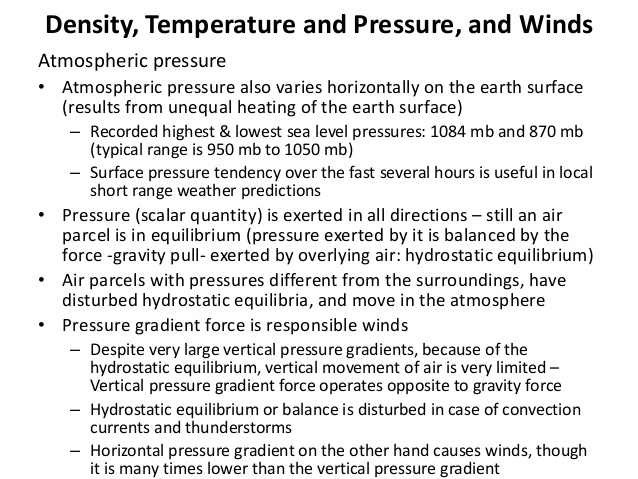 Density, Temperature and Pressure, and Winds
Atmospheric pressure
• Atmospheric pressure also varies horizontally on the earth surface
(results from unequal heating of the earth surface)
– Recorded highest & lowest sea level pressures: 1084 mb and 870 mb
(typical range is 950 mb to 1050 mb)
– Surface pressure tendency over the fast several hours is useful in local
short range weather predictions
• Pressure (scalar quantity) is exerted in all directions – still an air
parcel is in equilibrium (pressure exerted by it is balanced by the
force -gravity pull- exerted by overlying air: hydrostatic equilibrium)
• Air parcels with pressures different from the surroundings, have
disturbed hydrostatic equilibria, and move in the atmosphere
• Pressure gradient force is responsible winds
– Despite very large vertical pressure gradients, because of the
hydrostatic equilibrium, vertical movement of air is very limited –
Vertical pressure gradient force operates opposite to gravity force
– Hydrostatic equilibrium or balance is disturbed in case of convection
currents and thunderstorms
– Horizontal pressure gradient on the other hand causes winds, though
it is many times lower than the vertical pressure gradient